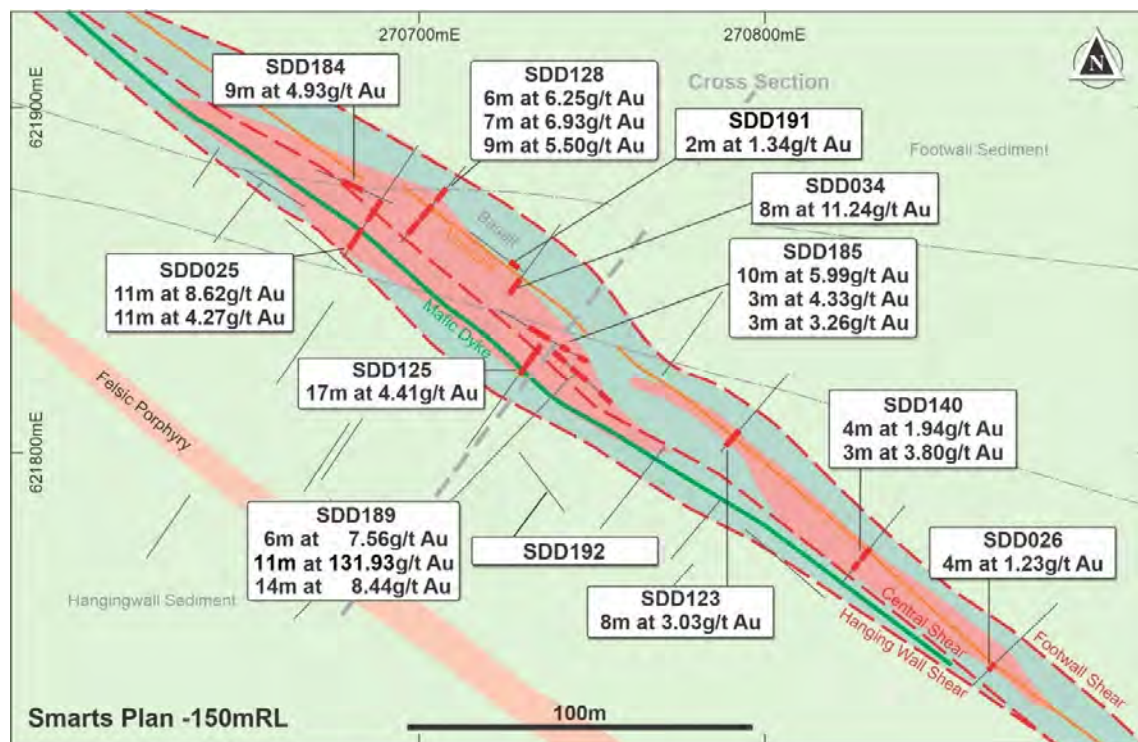 270700mE
270800mE
N
621900mE
621800mE
Cross Section
SDD184
9m at 4.93g/t Au
SDD128
6m at 6.25g/t Au
7m at 6.93g/t Au
9m at 5.50g/t Au
SDD191
2m at 1.34g/t Au
Footwall Sediment
SDD034
8m at 11.24g/t Au
Basalt
SDD185
10m at 5.99g/t Au
3m at 4.33g/t Au
3m at 3.26g/t Au
SDD025
11m at 8.62g/t Au
11m at 4.27g/t Au
Mafic Dyke
SDD125
17m at 4.41g/t Au
Felsic Porphyry
SDD140
4m at 1.94g/t Au
3m at 3.80g/t Au
SDD189
6m at 7.56g/t Au
11m at 131.93g/t Au
14m at 8.44g/t Au
SDD192
SDD026
4m at 1.23g/t Au
SDD123
8m at 3.03g/t Au
Hangingwall Sediment
Central Shear
Hanging Wall Shear
Footwall Shear
Smarts Plan -150mRL
100m